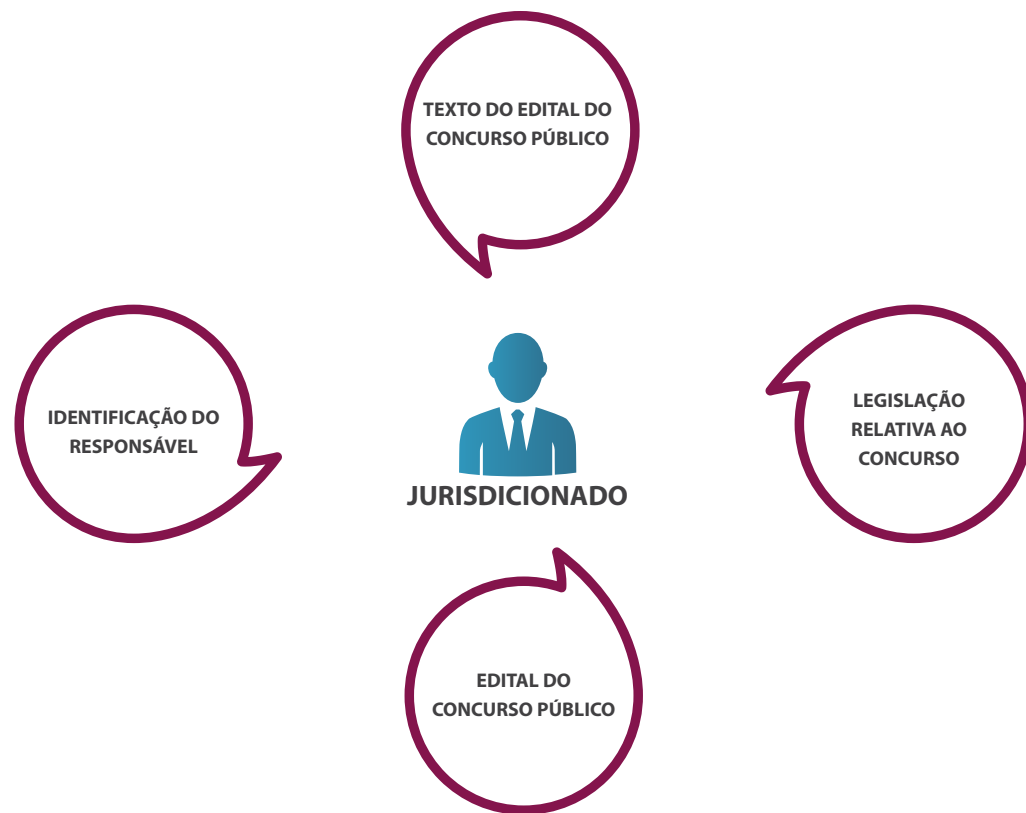 TEXTO DO EDITAL DO
CONCURSO PÚBLICO
IDENTIFICAÇÃO DO
RESPONSÁVEL
JURISDICIONADO
LEGISLAÇÃO
RELATIVA AO
CONCURSO
EDITAL DO
CONCURSO PÚBLICO